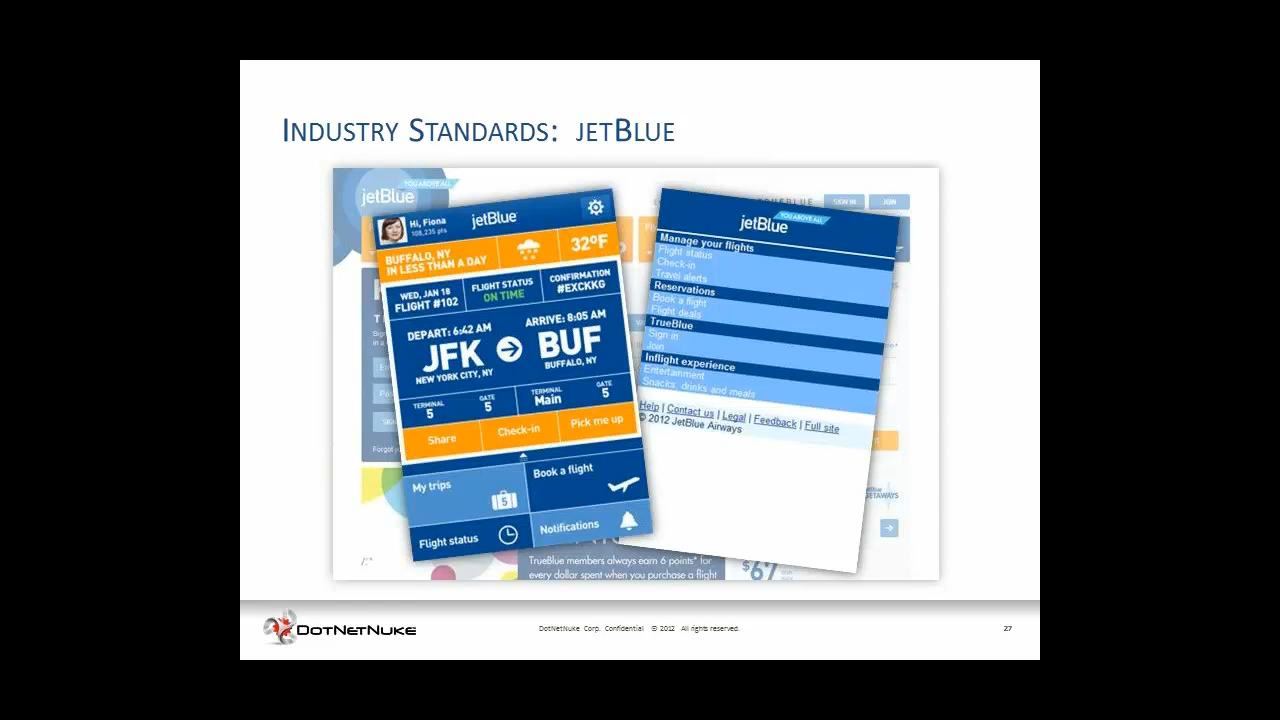 INDUSTRY STANDARDS: JETBLUE
YOU ABOVE ALL
jetBlue
SIGN IN
JOIN
Hi, Fiona
108,235 pts
jetBlue
BUFFALO, NY
IN LESS THAN A DAY
32°F
WED, JAN 18
FLIGHT #102
FLIGHT STATUS
ON TIME
CONFIRMATION
#EXCKKG
DEPART: 6:42 AM
JFK
NEW YORK CITY, NY
ARRIVE: 8:05 AM
BUF
BUFFALO, NY
TERMINAL
5
GATE
5
TERMINAL
Main
GATE
5
Share
Check-in
Pick me up
My trips
5
Book a flight
Flight status
Notifications
YOU ABOVE ALL
jetBlue
Manage your flights
Flight status
Check-in
Travel alerts
Reservations
Book a flight
Flight deals
TrueBlue
Sign in
Join
Inflight experience
Entertainment
Snacks, drinks and meals
Help | Contact us | Legal | Feedback | Full site
© 2012 JetBlue Airways
TrueBlue members always earn 6 points* for
every dollar spent when you purchase a flight
$67
DOTNETNUKE
DotNetNuke Corp. Confidential © 2012 All rights reserved.
27